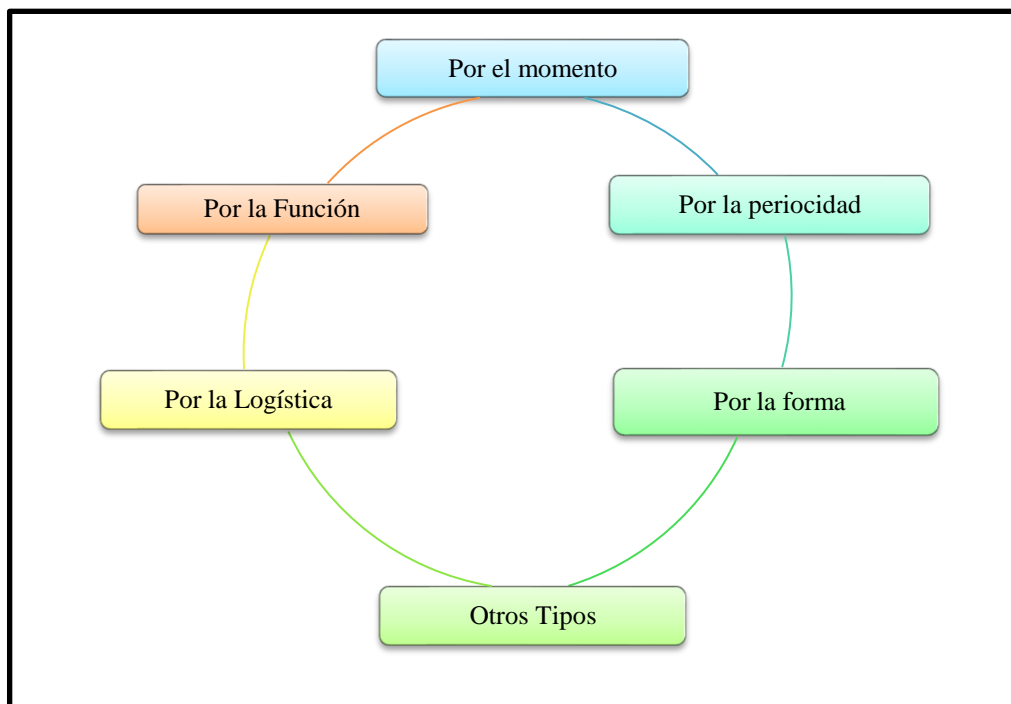 Por el momento
Por la Función
Por la periocidad
Por la Logística
Por la forma
Otros Tipos